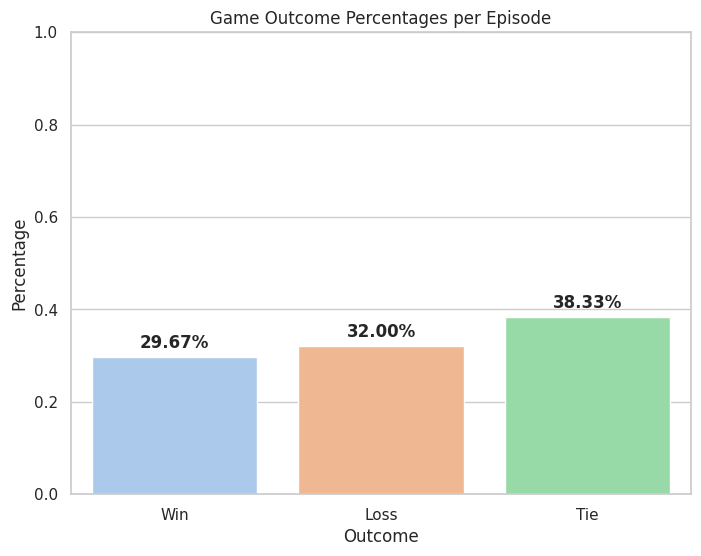 Game Outcome Percentages per Episode
Percentage
1.0
0.8
0.6
0.4
0.2
0.0
29.67%
32.00%
38.33%
Win
Loss
Tie
Outcome